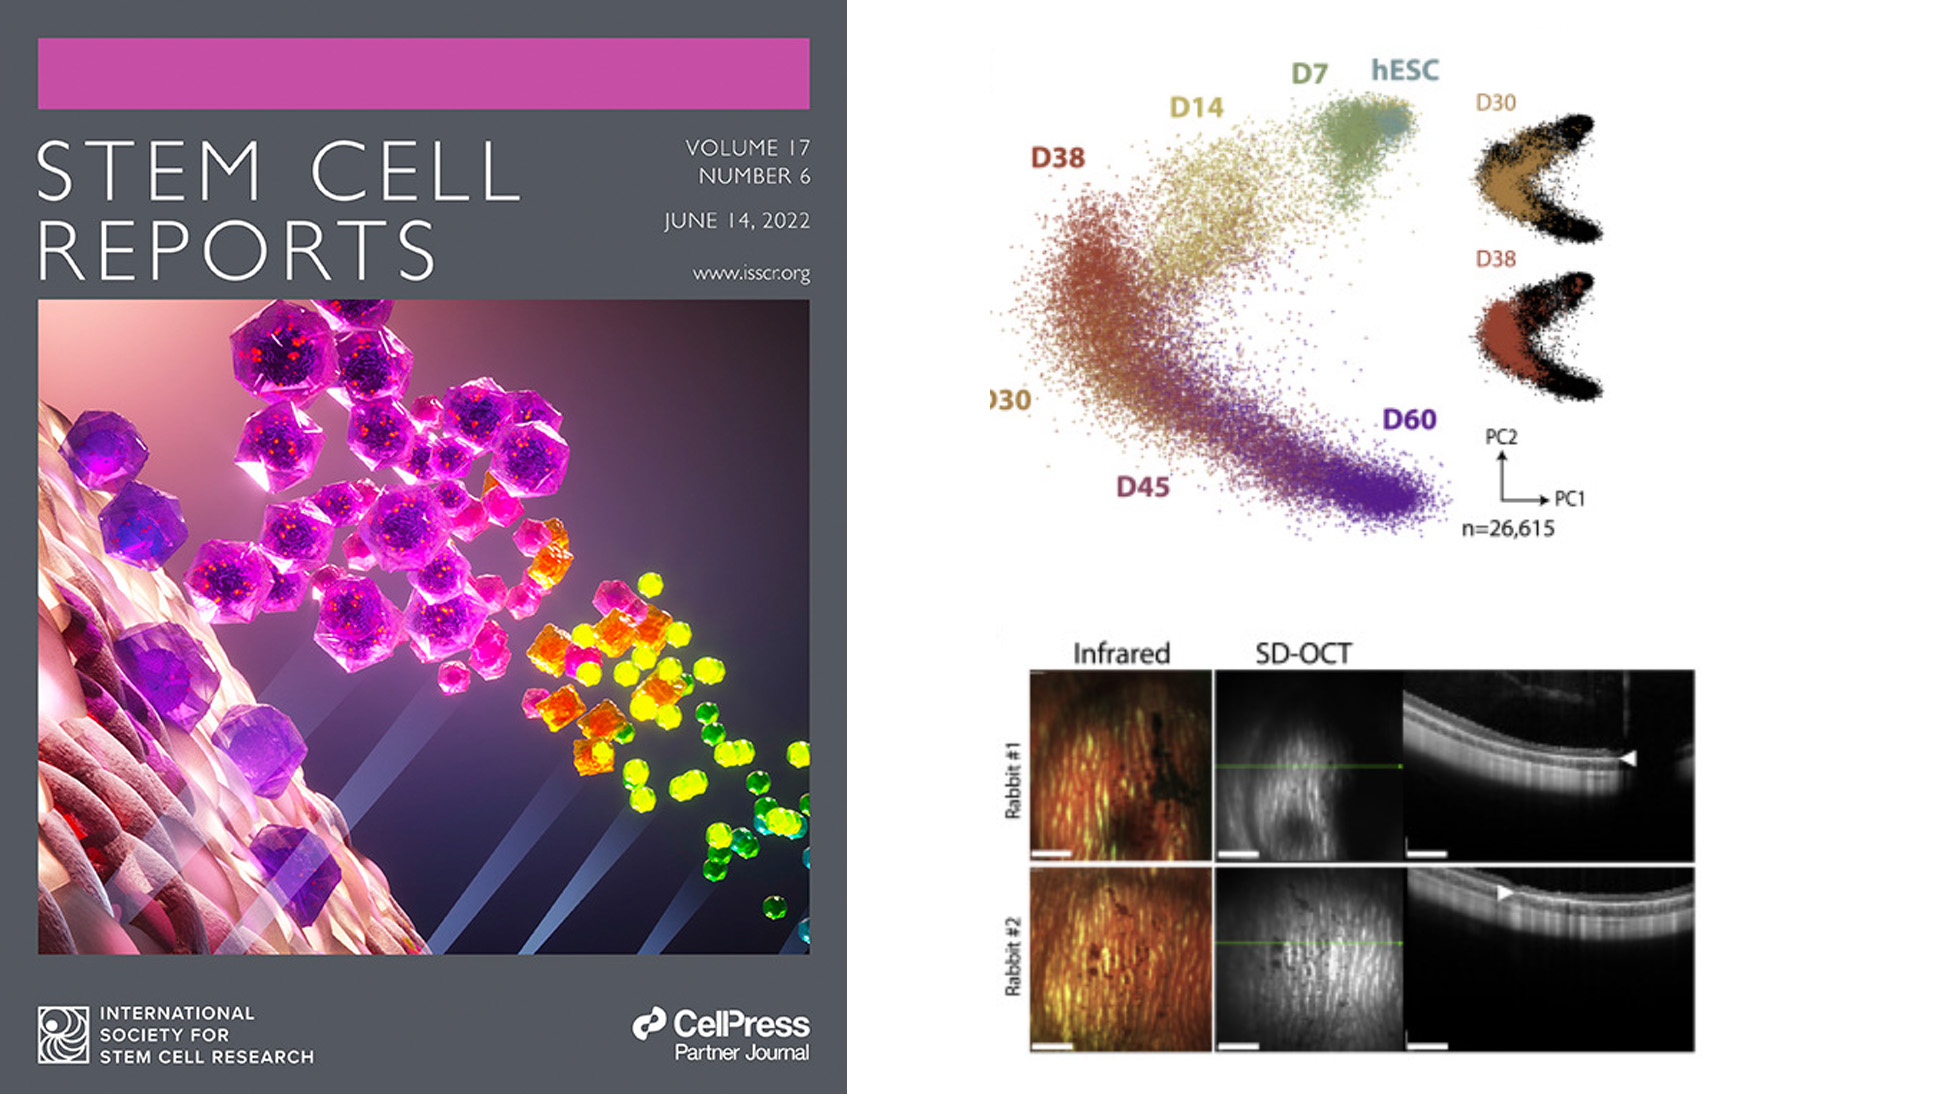 STEM CELL
REPORTS
VOLUME 17
NUMBER 6
JUNE 14, 2022
www.isscr.org
INTERNATIONAL
SOCIETY FOR
STEM CELL RESEARCH
CellPress
Partner Journal
hESC
D7
D14
D38
D30
D45
D60
D30
D38
PC2
PC1
n=26,615
Infrared
SD-OCT
Rabbit #1
Rabbit #2